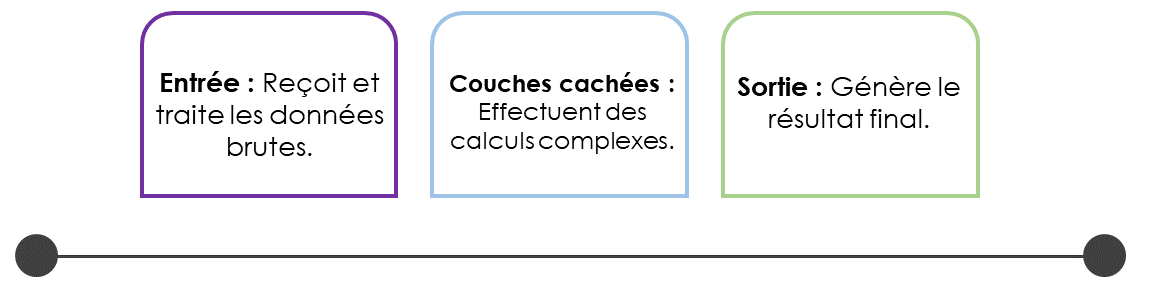 Entrée : Reçoit et
traite les données
brutes.
Couches cachées :
Effectuent des
calculs complexes.
Sortie : Génère le
résultat final.